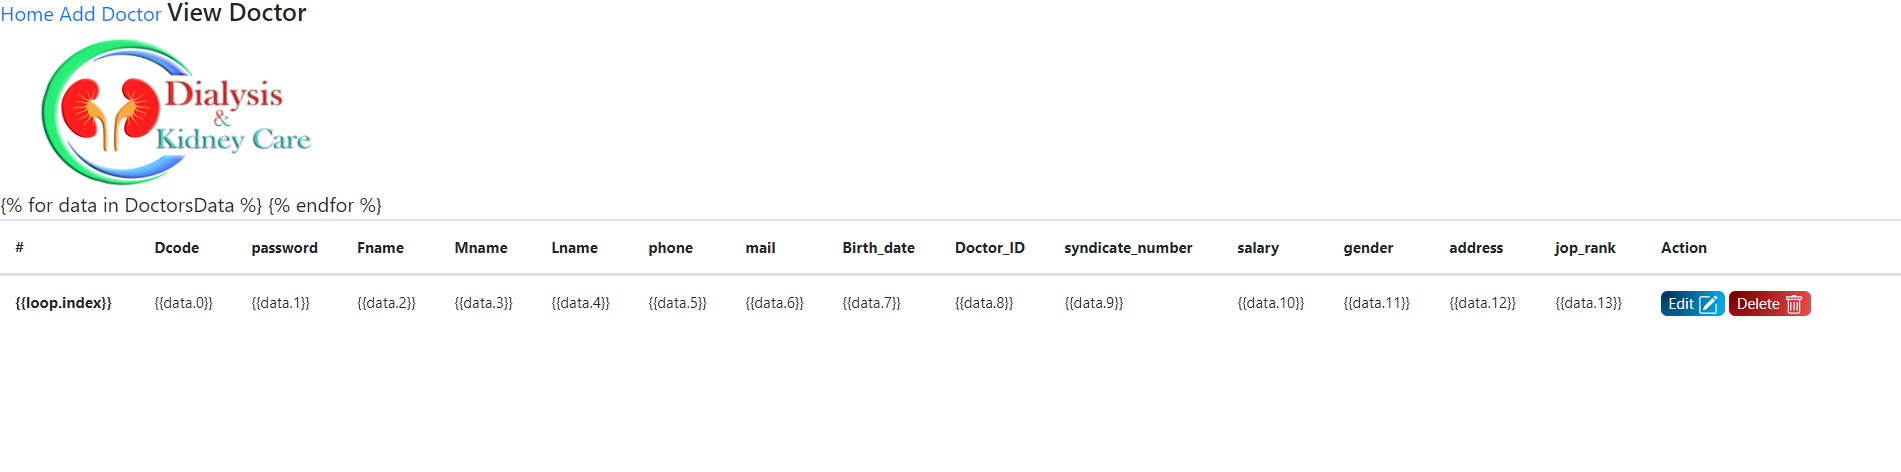 Home Add Doctor View Doctor
Dialysis
&
Kidney Care
{% for data in DoctorsData %} {% endfor %}
# Dcode password Fname Mname Lname phone mail Birth_date Doctor_ID syndicate_number salary gender address jop_rank Action
{{loop.index}} {{data.0}} {{data.1}} {{data.2}} {{data.3}} {{data.4}} {{data.5}} {{data.6}} {{data.7}} {{data.8}} {{data.9}} {{data.10}} {{data.11}} {{data.12}} {{data.13}} Edit Delete